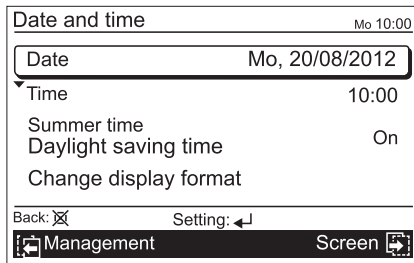 Date and time Mo 10:00
Date Mo, 20/08/2012
Time 10:00
Summer time
Daylight saving time On
Change display format
Back: Setting:
Management Screen